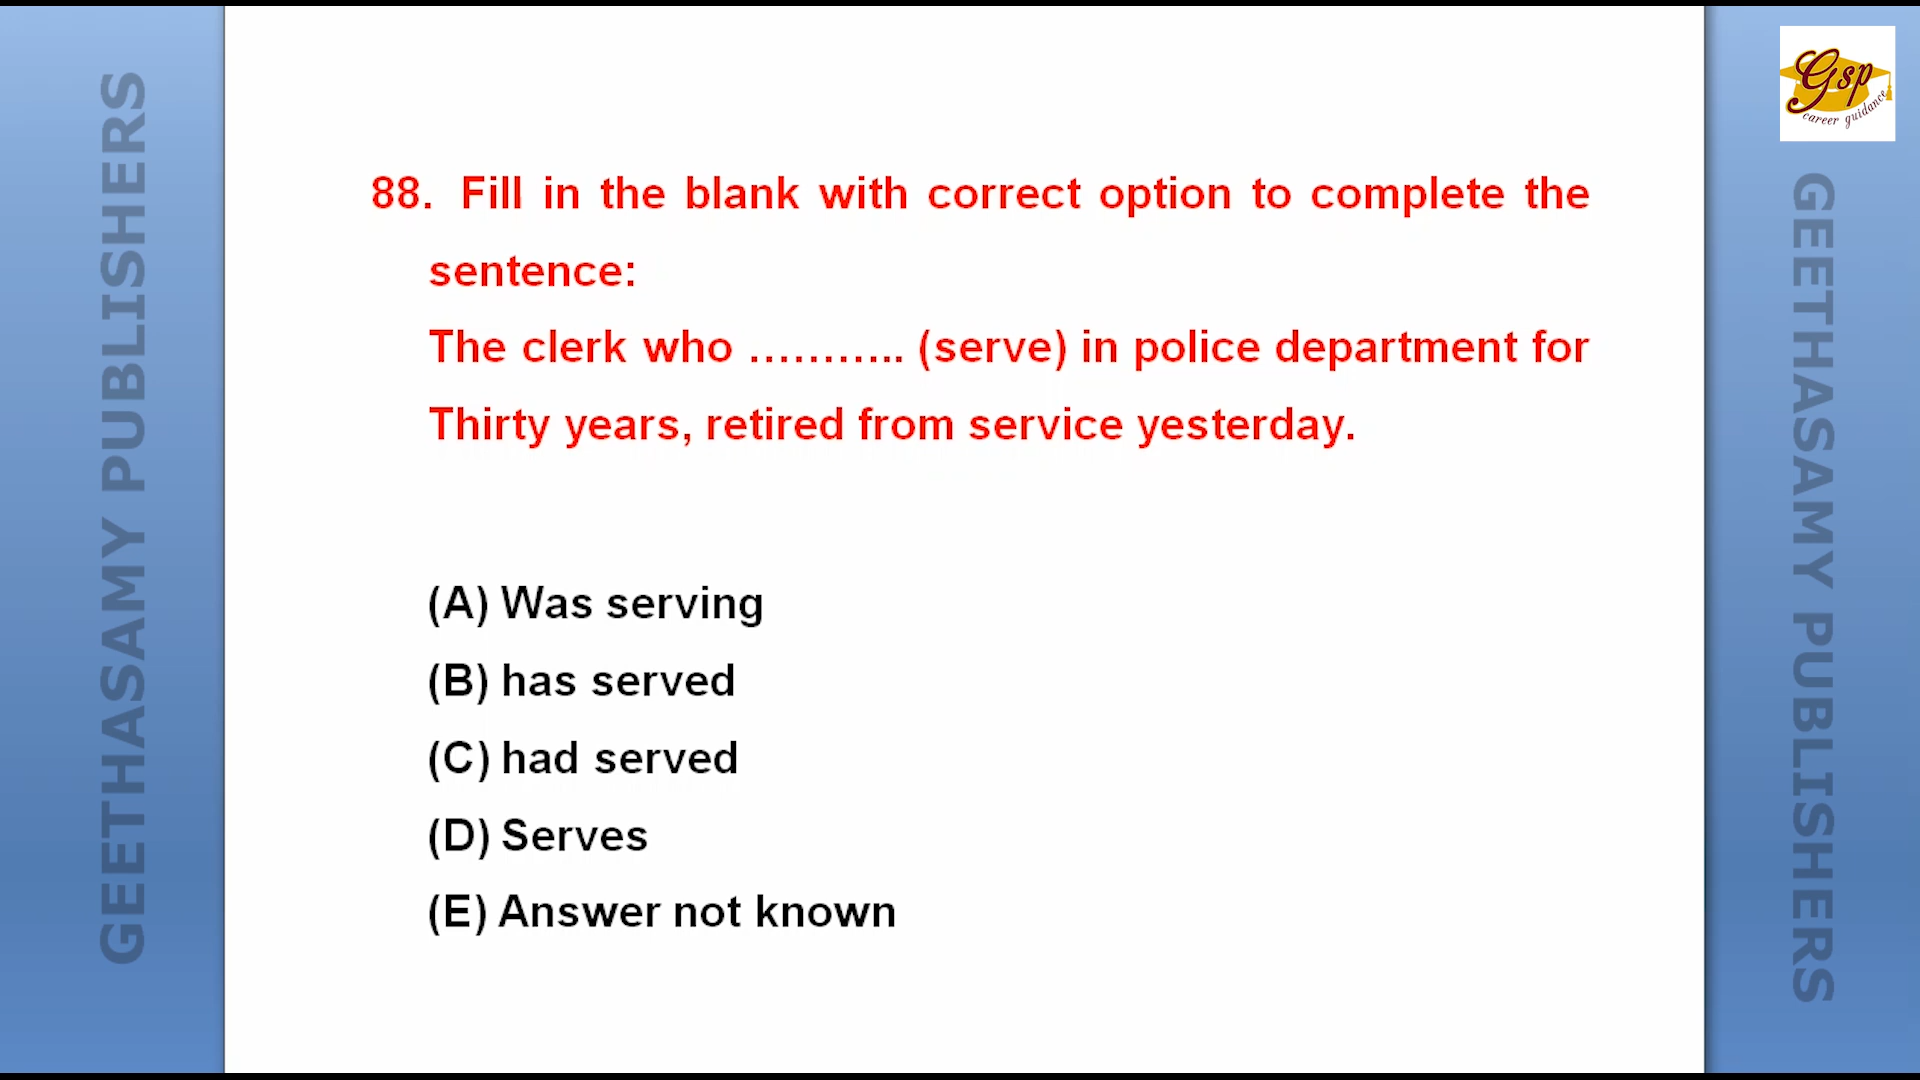 GEETHASAMY PUBLISHERS
Gsp
career guidance
88. Fill in the blank with correct option to complete the
sentence:
The clerk who ……….. (serve) in police department for
Thirty years, retired from service yesterday.
(A) Was serving
(B) has served
(C) had served
(D) Serves
(E) Answer not known
GEETHASAMY PUBLISHERS